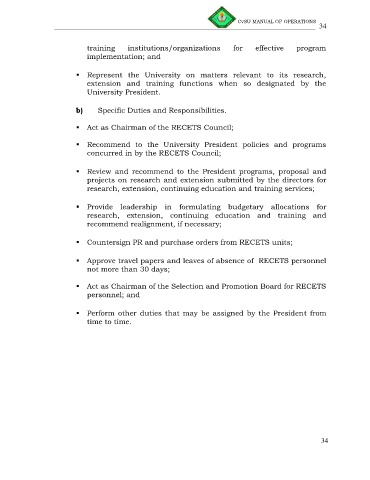 CvSU MANUAL OF OPERATIONS
34
training institutions/organizations for effective program
implementation; and
▪ Represent the University on matters relevant to its research,
extension and training functions when so designated by the
University President.
b) Specific Duties and Responsibilities.
▪ Act as Chairman of the RECETS Council;
▪ Recommend to the University President policies and programs
concurred in by the RECETS Council;
▪ Review and recommend to the President programs, proposal and
projects on research and extension submitted by the directors for
research, extension, continuing education and training services;
▪ Provide leadership in formulating budgetary allocations for
research, extension, continuing education and training and
recommend realignment, if necessary;
▪ Countersign PR and purchase orders from RECETS units;
▪ Approve travel papers and leaves of absence of RECETS personnel
not more than 30 days;
▪ Act as Chairman of the Selection and Promotion Board for RECETS
personnel; and
▪ Perform other duties that may be assigned by the President from
time to time.
34